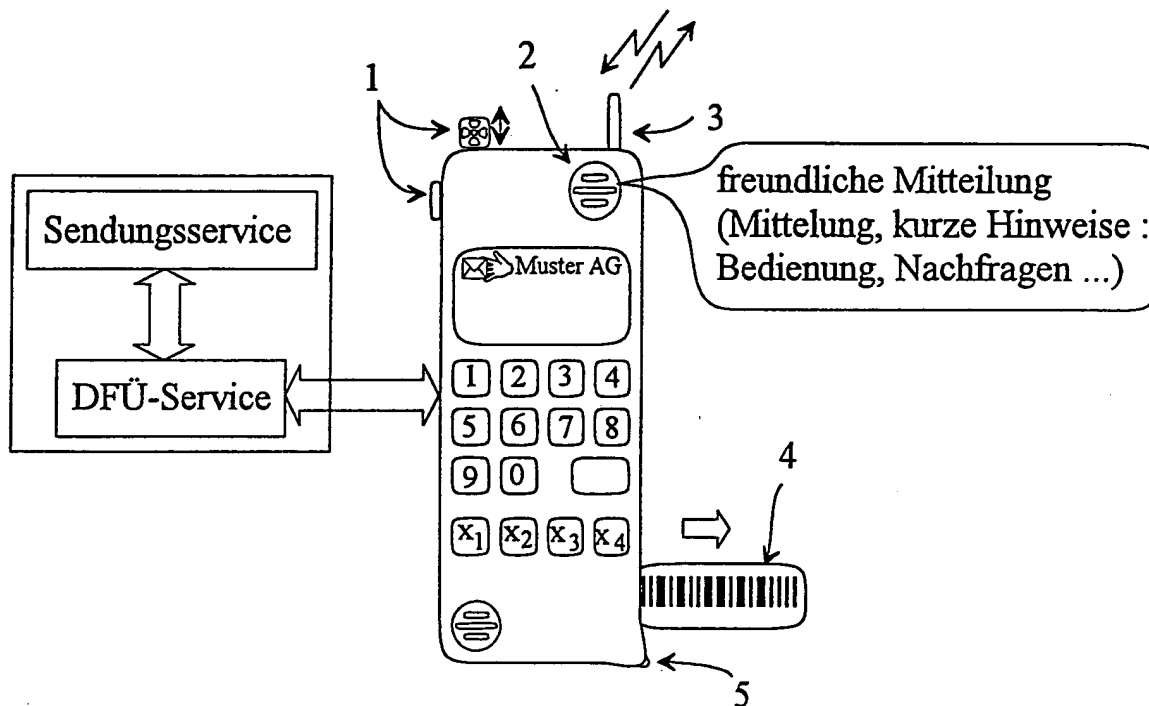 1
2
3
freundliche Mitteilung
(Mittelung, kurze Hinweise :
Bedienung, Nachfragen ...)
Sendungsservice
DFÜ-Service
Muster AG
1 2 3 4
5 6 7 8
9 0
x1 x2 x3 x4
4
5